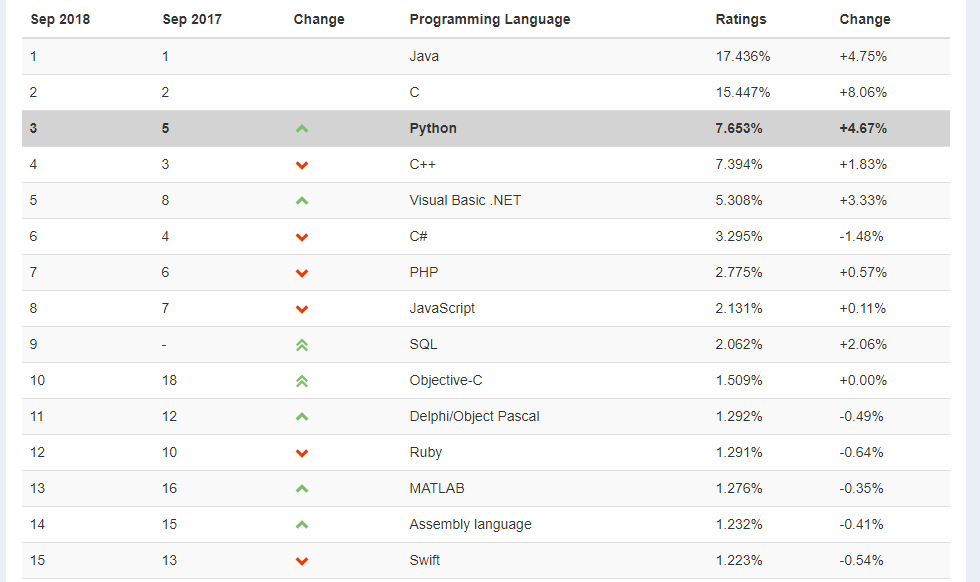 Sep 2018 Sep 2017 Change Programming Language Ratings Change
1 1 Java 17.436% +4.75%
2 2 C 15.447% +8.06%
3 5 Python 7.653% +4.67%
4 3 C++ 7.394% +1.83%
5 8 Visual Basic .NET 5.308% +3.33%
6 4 C# 3.295% -1.48%
7 6 PHP 2.775% +0.57%
8 7 JavaScript 2.131% +0.11%
9 - SQL 2.062% +2.06%
10 18 Objective-C 1.509% +0.00%
11 12 Delphi/Object Pascal 1.292% -0.49%
12 10 Ruby 1.291% -0.64%
13 16 MATLAB 1.276% -0.35%
14 15 Assembly language 1.232% -0.41%
15 13 Swift 1.223% -0.54%